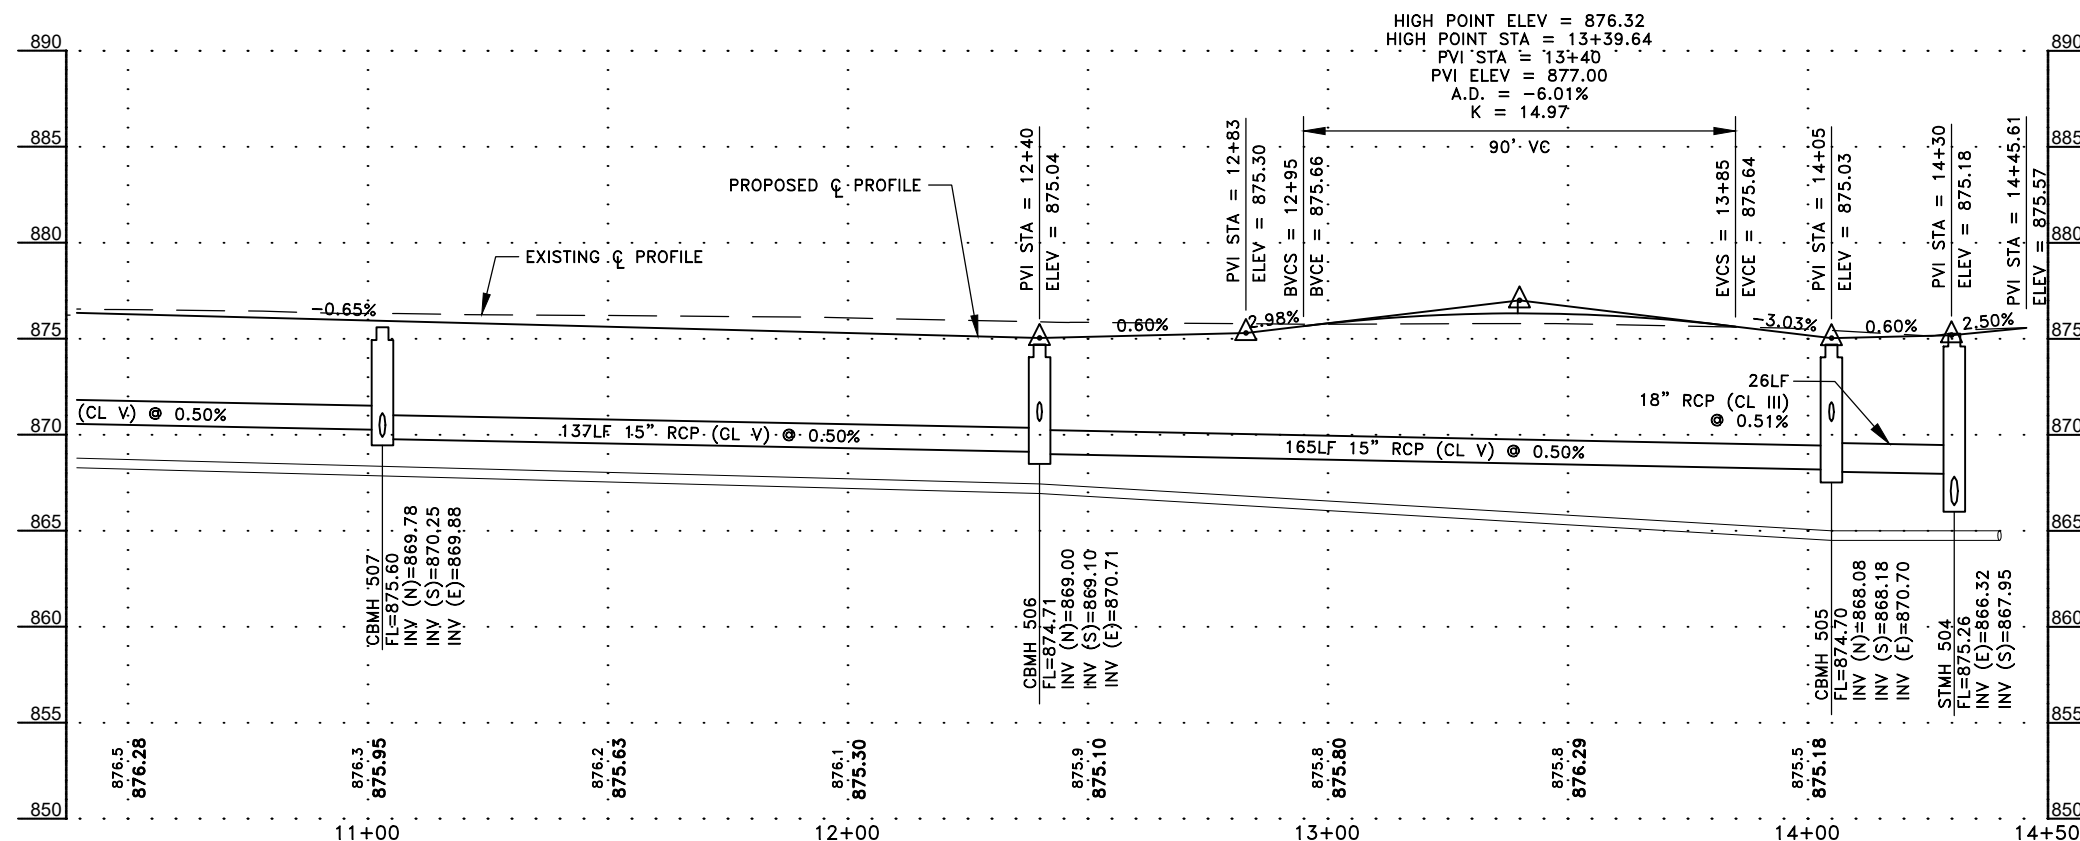 HIGH POINT ELEV = 876.32
HIGH POINT STA = 13+39.64
PVI STA = 13+40
PVI ELEV = 877.00
A.D. = -6.01%
K = 14.97
90' VC
890
885
880
875
870
865
860
855
850
890
885
880
875
870
865
860
855
850
PROPOSED ℄ PROFILE
EXISTING ℄ PROFILE
PVI STA = 12+40
ELEV = 875.04
PVI STA = 12+83
ELEV = 875.30
BVCS = 12+95
BVCE = 875.66
EVCS = 13+85
EVCE = 875.64
PVI STA = 14+05
ELEV = 875.03
PVI STA = 14+30
ELEV = 875.18
PVI STA = 14+45.61
ELEV = 875.57
-0.65%
0.60%
2.98%
-3.03%
0.60%
2.50%
(CL V) @ 0.50%
137LF 15" RCP (CL V) @ 0.50%
165LF 15" RCP (CL V) @ 0.50%
26LF
18" RCP (CL III)
@ 0.51%
CBMH 507
FL=875.60
INV (N)=869.78
INV (S)=870.25
INV (E)=869.88
CBMH 506
FL=874.71
INV (N)=869.00
INV (S)=869.10
INV (E)=870.71
CBMH 505
FL=874.70
INV (N)=868.08
INV (S)=868.18
INV (E)=870.70
STMH 504
FL=875.26
INV (E)=866.32
INV (S)=867.95
876.5
876.28
876.3
875.95
876.2
875.63
876.1
875.30
875.9
875.10
875.8
875.80
875.8
876.29
875.5
875.18
11+00
12+00
13+00
14+00
14+50